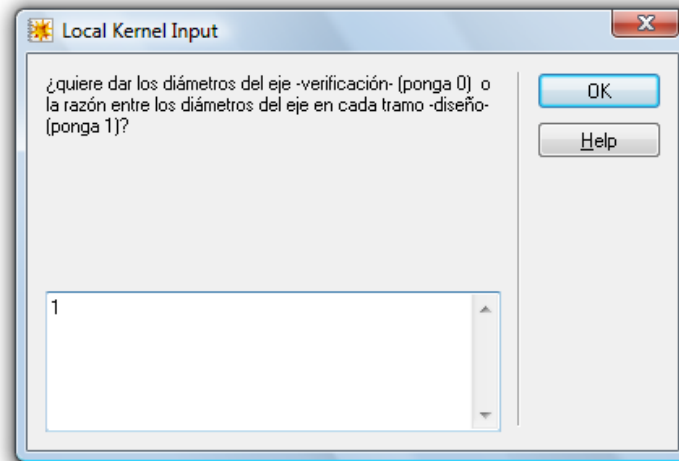 Local Kernel Input
¿quiere dar los diámetros del eje -verificación- (ponga 0)  o
la razón entre los diámetros del eje en cada tramo -diseño-
(ponga 1)?
OK
Help
1